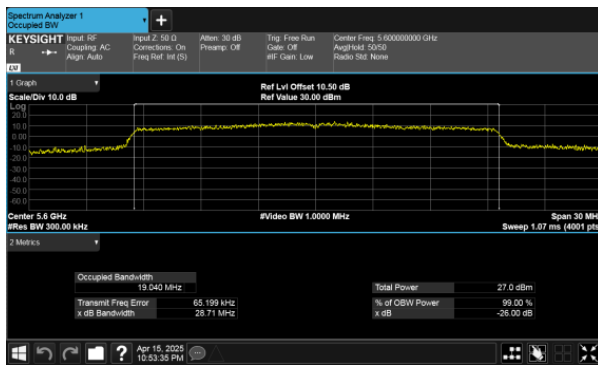 Spectrum Analyzer 1
Occupied BW
+
KEYSIGHT Input: RF Input Z: 50 Ω Atten: 30 dB Trig: Free Run Center Freq: 5.600000000 GHz
R Coupling: AC Corrections: On Preamp: Off Gate: Off Avg|Hold: 50/50
Align: Auto Freq Ref: Int (S) #IF Gain: Low Radio Std: None
1 Graph
Ref Lvl Offset 10.50 dB
Scale/Div 10.0 dB Ref Value 30.00 dBm
Log
20.0
10.0
0.00
-10.0
-20.0
-30.0
-40.0
-50.0
-60.0
Center 5.6 GHz #Video BW 1.0000 MHz Span 30 MH
#Res BW 300.00 kHz Sweep 1.07 ms (4001 pts
2 Metrics
Occupied Bandwidth
19.040 MHz Total Power 27.0 dBm
Transmit Freq Error 65.199 kHz % of OBW Power 99.00 %
x dB Bandwidth 28.71 MHz x dB -26.00 dB
? Apr 15, 2025
10:53:35 PM